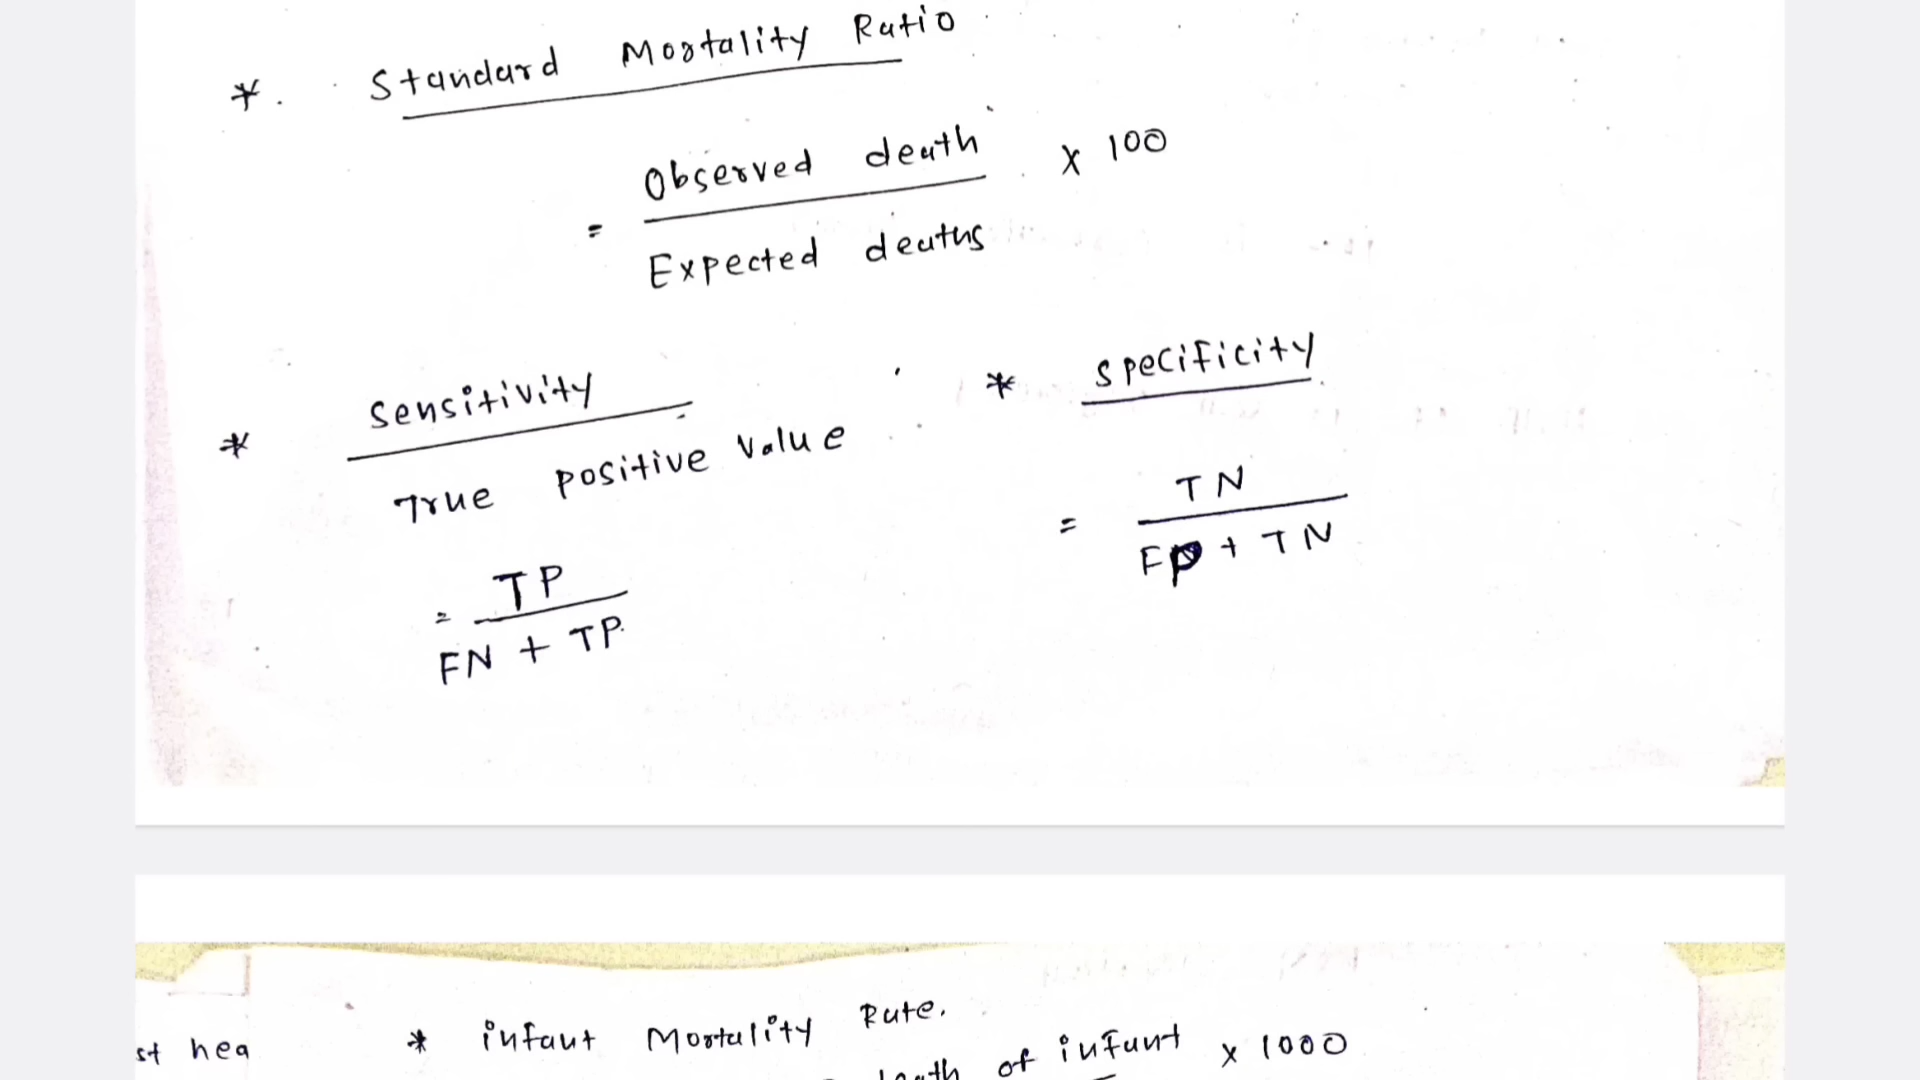 *. Standard Mortality Ratio
= Observed death / Expected deaths x 100
* Sensitivity
True positive value
= TP / FN + TP.
* specificity
= TN / FP + TN
st hea
* infant Mortality Rate.
of infant x 1000